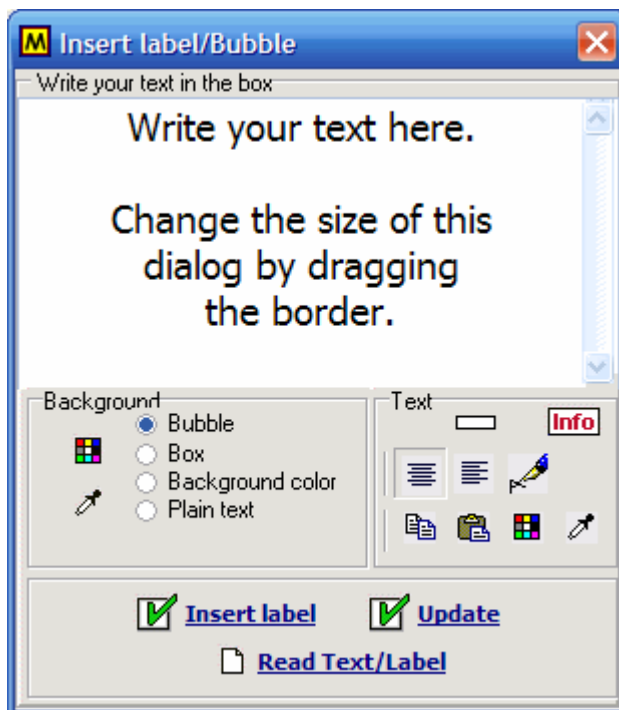 M Insert label/Bubble
Write your text in the box
Write your text here.
Change the size of this
dialog by dragging
the border.
Background
Bubble
Box
Background color
Plain text
Text
Info
Insert label
Update
Read Text/Label